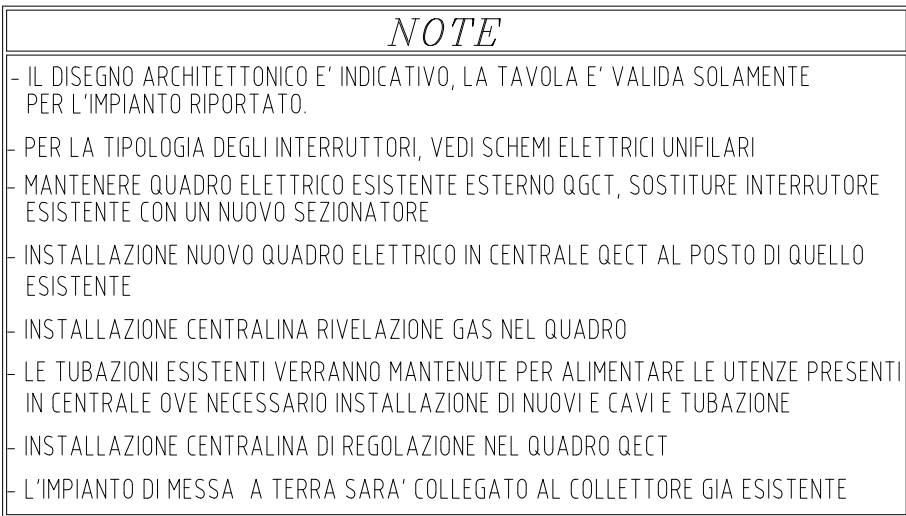 NOTE
- IL DISEGNO ARCHITETTONICO E' INDICATIVO, LA TAVOLA E' VALIDA SOLAMENTE
PER L'IMPIANTO RIPORTATO.
- PER LA TIPOLOGIA DEGLI INTERRUTTORI, VEDI SCHEMI ELETTRICI UNIFILARI
- MANTENERE QUADRO ELETTRICO ESISTENTE ESTERNO QGCT, SOSTITURE INTERRUTORE
ESISTENTE CON UN NUOVO SEZIONATORE
- INSTALLAZIONE NUOVO QUADRO ELETTRICO IN CENTRALE QECT AL POSTO DI QUELLO
ESISTENTE
- INSTALLAZIONE CENTRALINA RIVELAZIONE GAS NEL QUADRO
- LE TUBAZIONI ESISTENTI VERRANNO MANTENUTE PER ALIMENTARE LE UTENZE PRESENTI
IN CENTRALE OVE NECESSARIO INSTALLAZIONE DI NUOVI E CAVI E TUBAZIONE
- INSTALLAZIONE CENTRALINA DI REGOLAZIONE NEL QUADRO QECT
- L'IMPIANTO DI MESSA A TERRA SARA' COLLEGATO AL COLLETTORE GIA ESISTENTE